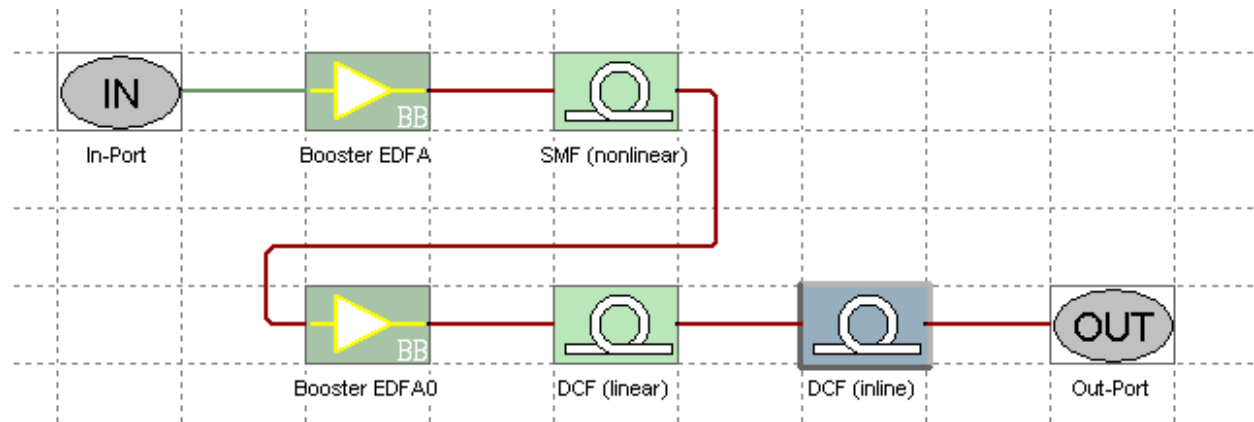 IN
BB
In-Port
Booster EDFA
SMF (nonlinear)
BB
OUT
Booster EDFA0
DCF (linear)
DCF (inline)
Out-Port